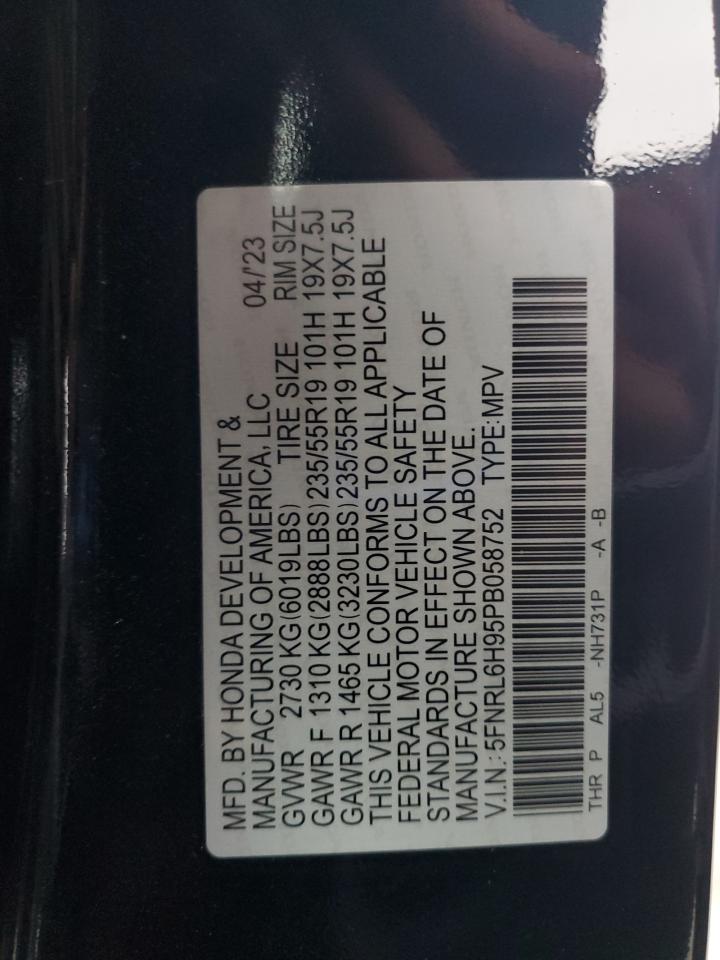 MFD. BY HONDA DEVELOPMENT &
MANUFACTURING OF AMERICA, LLC 04/'23
GVWR 2730 KG(6019LBS) TIRE SIZE RIM SIZE
GAWR F 1310 KG(2888LBS)235/55R19 101H 19X7.5J
GAWR R 1465 KG(3230LBS)235/55R19 101H 19X7.5J
THIS VEHICLE CONFORMS TO ALL APPLICABLE
FEDERAL MOTOR VEHICLE SAFETY
STANDARDS IN EFFECT ON THE DATE OF
MANUFACTURE SHOWN ABOVE.
V.I.N.:5FNRL6H95PB058752 TYPE:MPV
THR P AL5 -NH731P -A -B